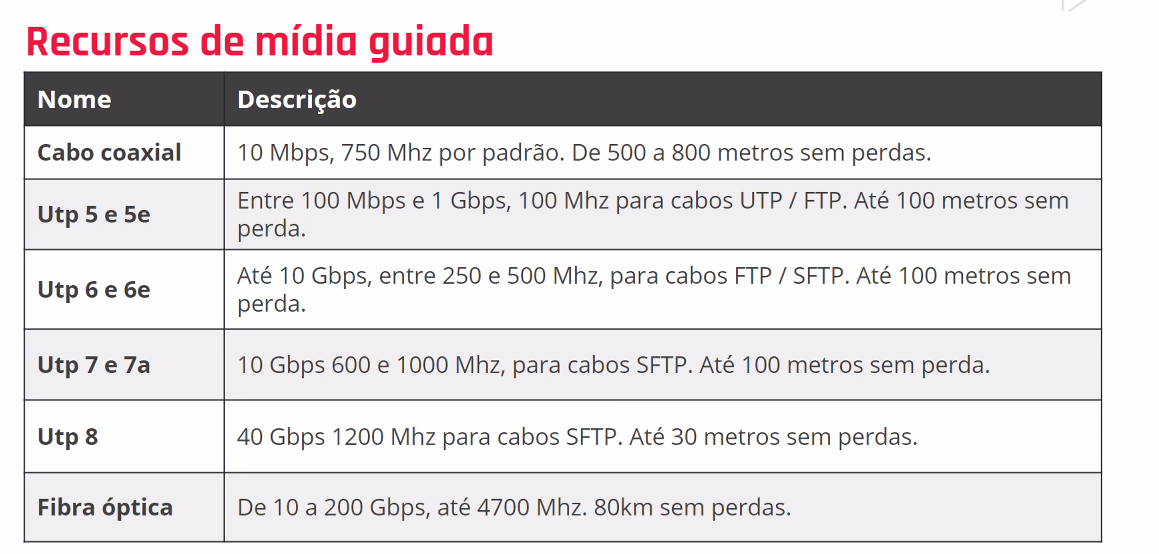 Recursos de mídia guiada
Nome
Descrição
Cabo coaxial
10 Mbps, 750 Mhz por padrão. De 500 a 800 metros sem perdas.
Utp 5 e 5e
Entre 100 Mbps e 1 Gbps, 100 Mhz para cabos UTP / FTP. Até 100 metros sem
perda.
Utp 6 e 6e
Até 10 Gbps, entre 250 e 500 Mhz, para cabos FTP / SFTP. Até 100 metros sem
perda.
Utp 7 e 7a
10 Gbps 600 e 1000 Mhz, para cabos SFTP. Até 100 metros sem perda.
Utp 8
40 Gbps 1200 Mhz para cabos SFTP. Até 30 metros sem perdas.
Fibra óptica
De 10 a 200 Gbps, até 4700 Mhz. 80km sem perdas.